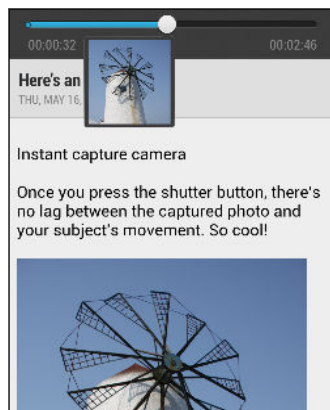 00:00:32 00:02:46
Here's an
THU, MAY 16,
Instant capture camera
Once you press the shutter button, there's
no lag between the captured photo and
your subject's movement. So cool!